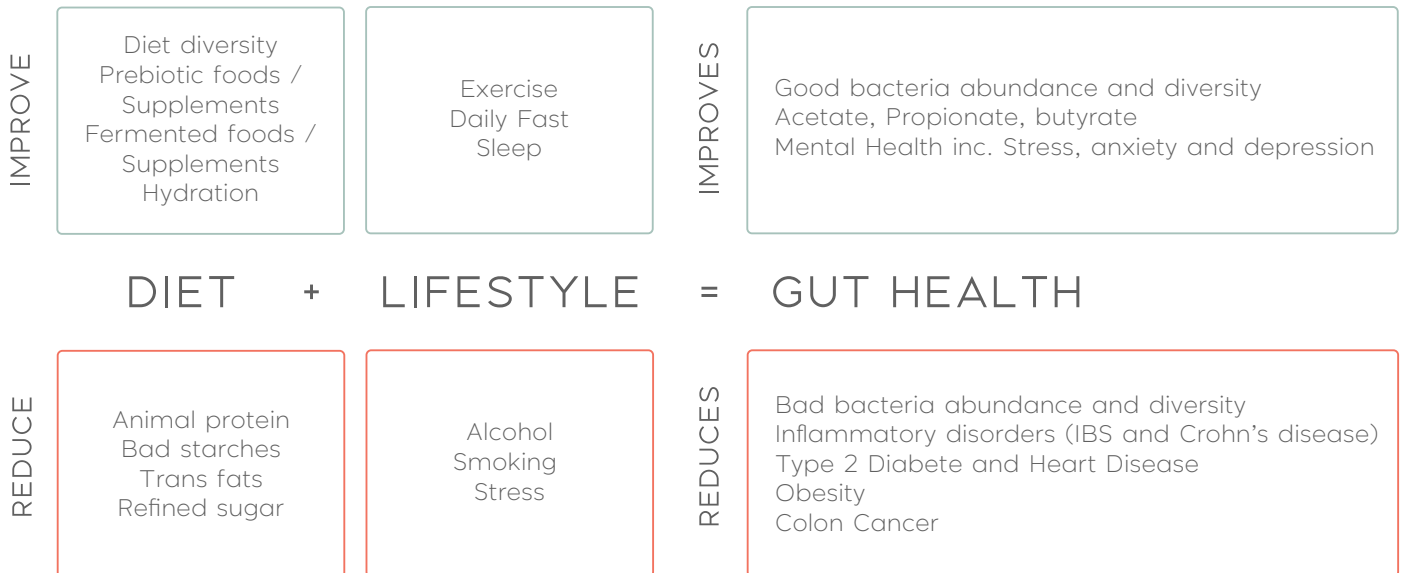 IMPROVE
Diet diversity
Prebiotic foods /
Supplements
Fermented foods /
Supplements
Hydration
Exercise
Daily Fast
Sleep
IMPROVES
Good bacteria abundance and diversity
Acetate, Propionate, butyrate
Mental Health inc. Stress, anxiety and depression
DIET + LIFESTYLE = GUT HEALTH
REDUCE
Animal protein
Bad starches
Trans fats
Refined sugar
Alcohol
Smoking
Stress
REDUCES
Bad bacteria abundance and diversity
Inflammatory disorders (IBS and Crohn's disease)
Type 2 Diabete and Heart Disease
Obesity
Colon Cancer